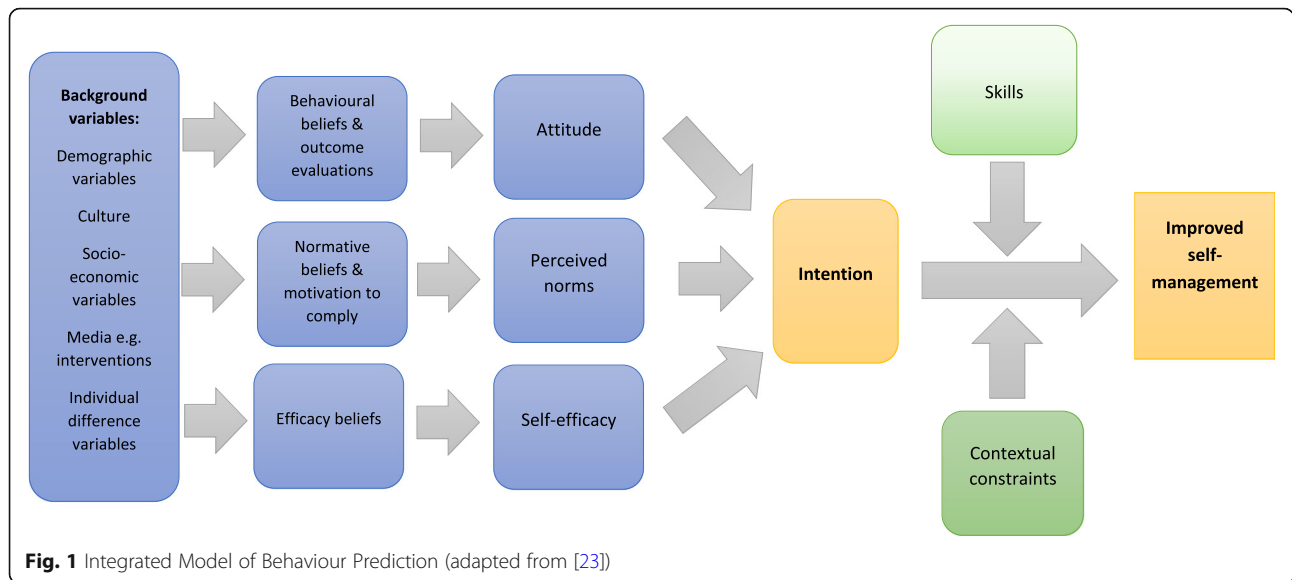 Background
variables:
Demographic
variables
Culture
Socio-
economic
variables
Media e.g.
interventions
Individual
difference
variables
Behavioural
beliefs &
outcome
evaluations
Normative
beliefs &
motivation to
comply
Efficacy beliefs
Attitude
Perceived
norms
Self-efficacy
Intention
Skills
Contextual
constraints
Improved
self-
management
Fig. 1 Integrated Model of Behaviour Prediction (adapted from [23])